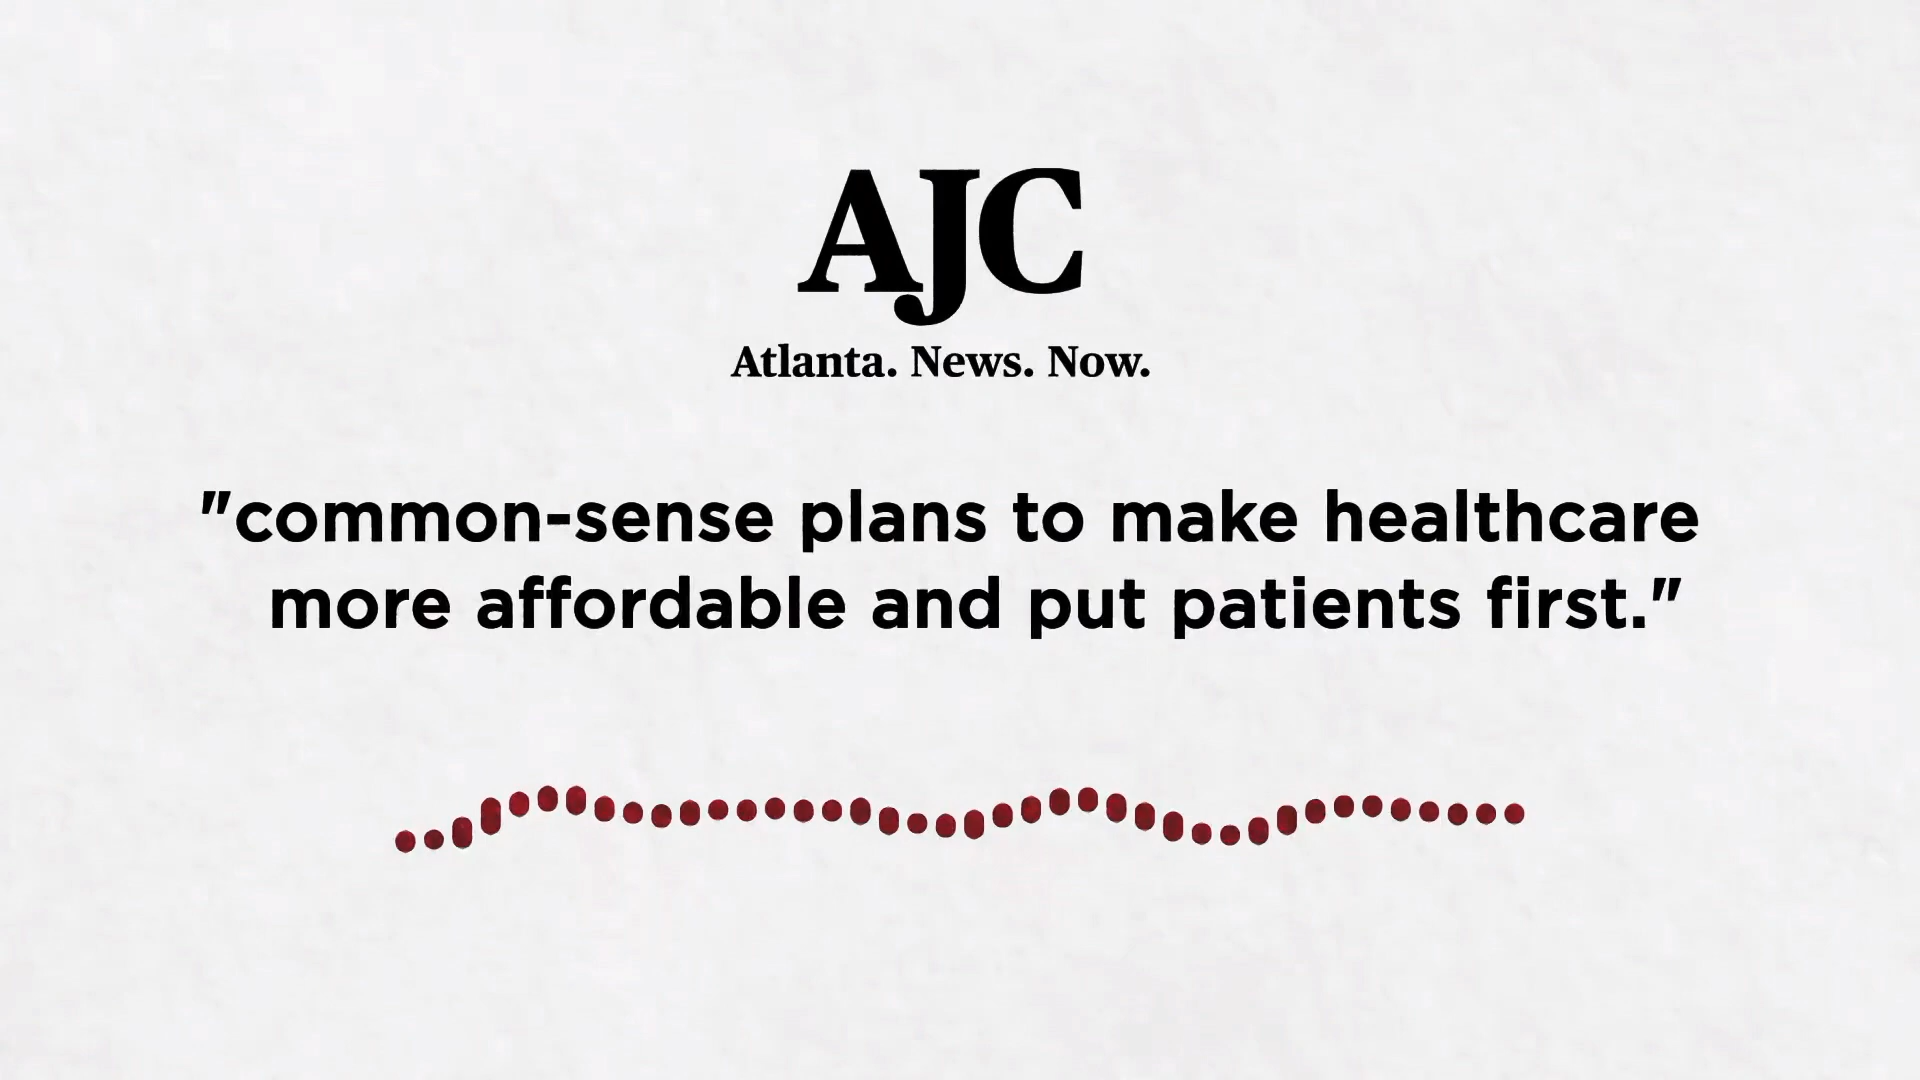 AJC
Atlanta. News. Now.
"common-sense plans to make healthcare
more affordable and put patients first."